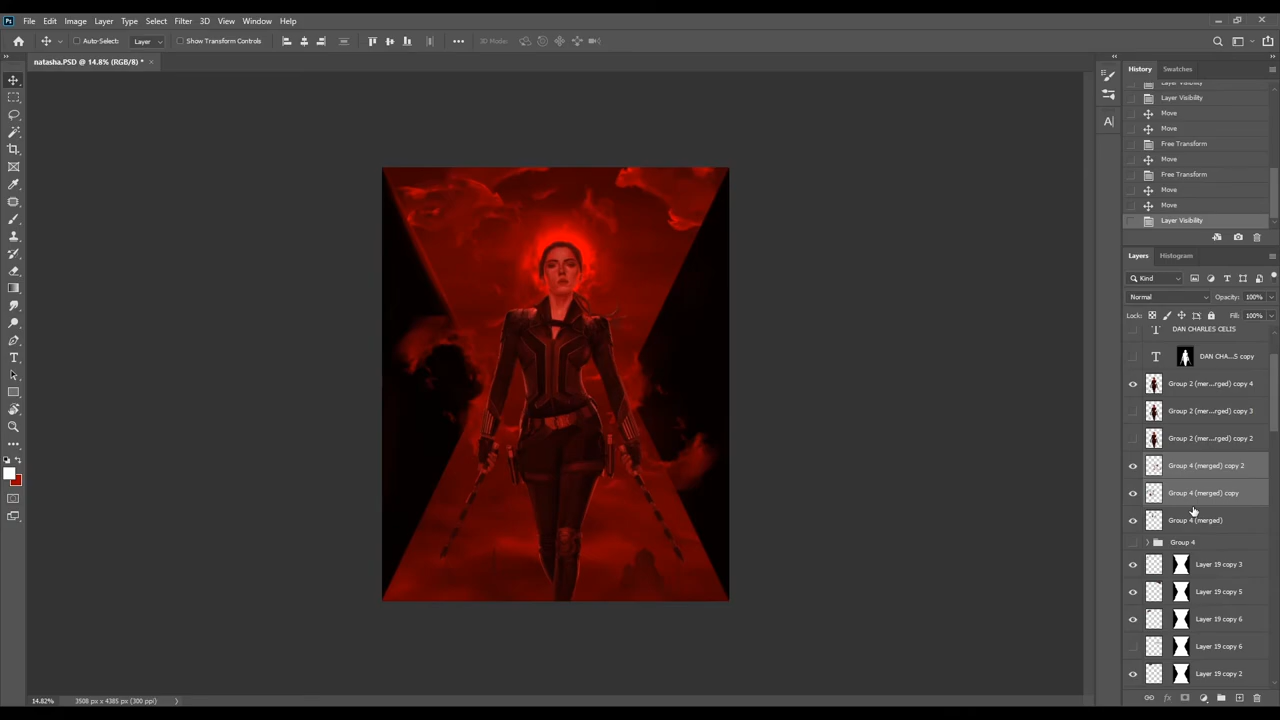 Ps File Edit Image Layer Type Select Filter 3D View Window Help
Auto-Select: Layer Show Transform Controls 3D Mode:
natasha.PSD @ 14.8% (RGB/8) *
History Swatches
Layer Visibility
Move
Move
Free Transform
Move
Free Transform
Move
Move
Layer Visibility
Layers Histogram
Kind
Normal Opacity: 100%
Lock: Fill: 100%
DAN CHARLES CELIS
DAN CHA...S copy
Group 2 (mer...rged) copy 4
Group 2 (mer...rged) copy 3
Group 2 (mer...rged) copy 2
Group 4 (merged) copy 2
Group 4 (merged) copy
Group 4 (merged)
Group 4
Layer 19 copy 3
Layer 19 copy 5
Layer 19 copy 6
Layer 19 copy 6
Layer 19 copy 2
14.82% 3508 px x 4385 px (300 ppi)